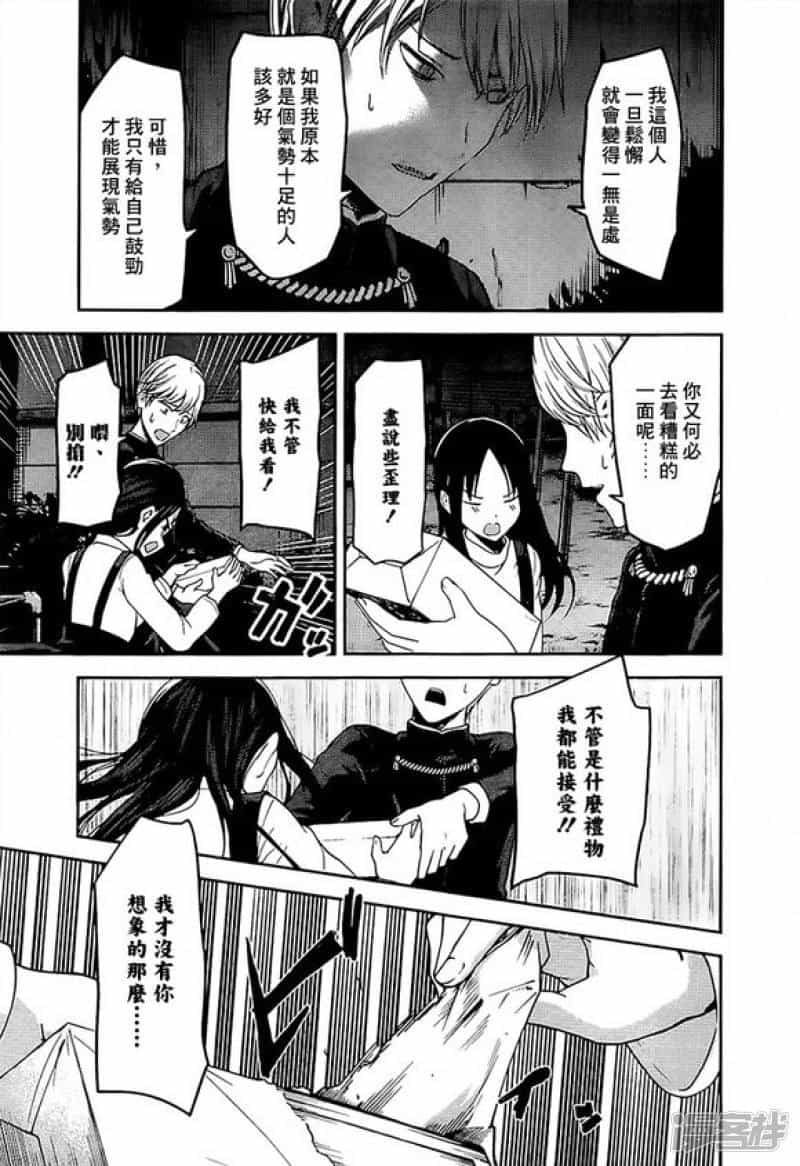 我這個人
一旦鬆懈
就會變得一無是處
如果我原本
就是個氣勢十足的人
該多好
可惜，
我只有給自己鼓勁
才能展現氣勢
你又何必
去看糟糕的
一面呢……
盡說些歪理！
我不管
快給我看！
喂、
別搶！！
ガッ
不管是什麼禮物
我都能接受！！
我才沒有你
想象的那麼……
ビリ
漫客栈